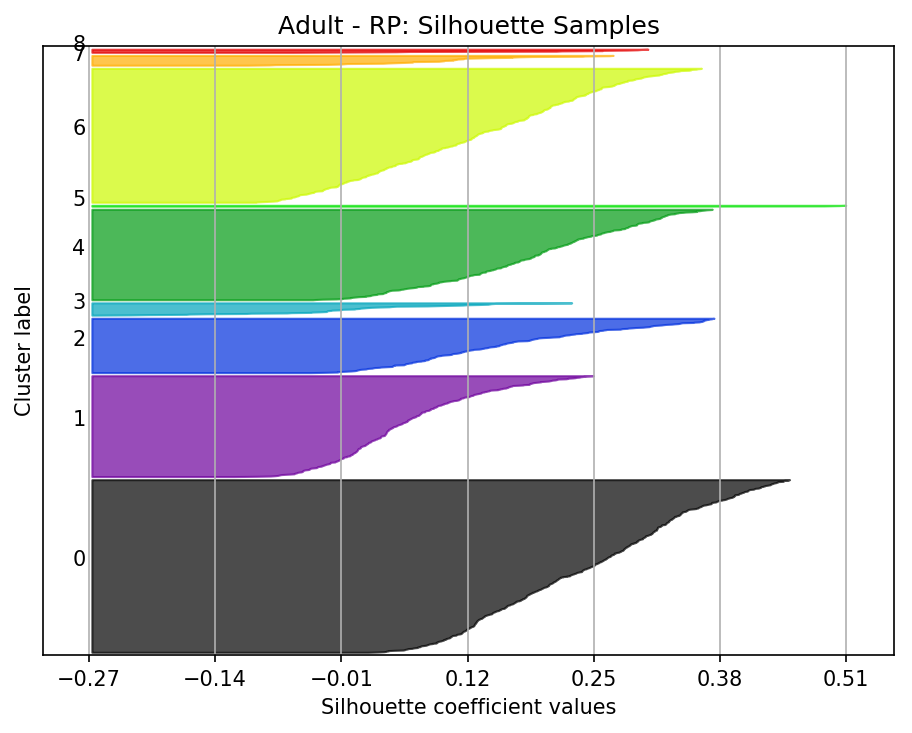 Adult - RP: Silhouette Samples
8
7
6
5
4
3
2
1
0
Cluster label
−0.27 −0.14 −0.01 0.12 0.25 0.38 0.51
Silhouette coefficient values